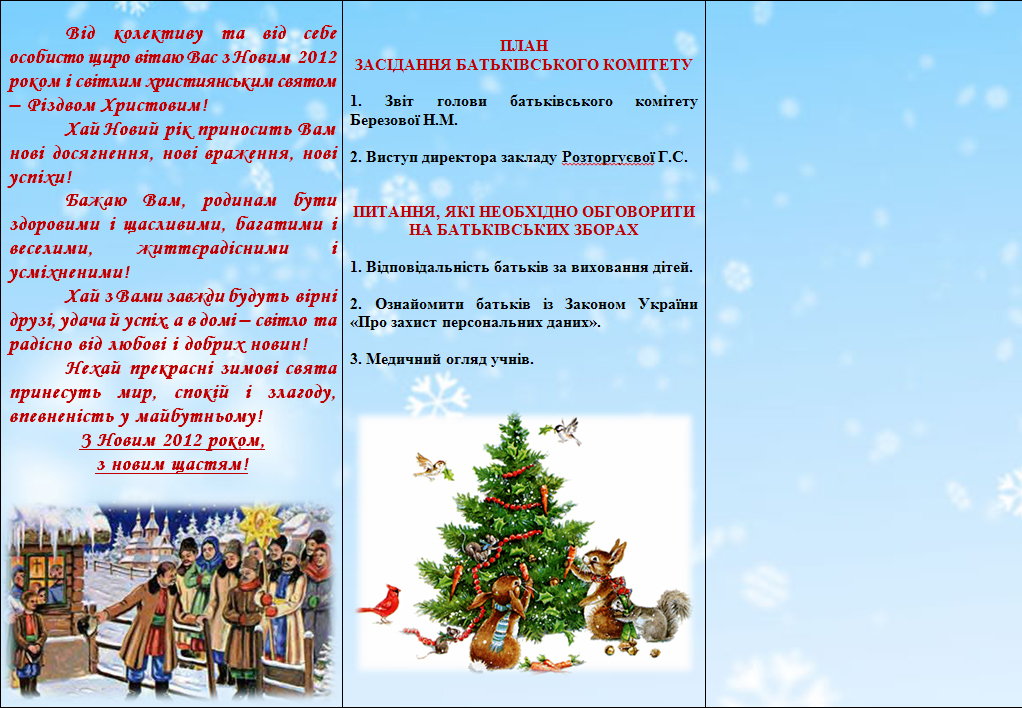 Від колективу та від себе
особисто щиро вітаю Вас з Новим 2012
роком і світлим християнським святом
– Різдвом Христовим!
Хай Новий рік приносить Вам
нові досягнення, нові враження, нові
успіхи!
Бажаю Вам, родинам бути
здоровими і щасливими, багатими і
веселими, життєрадісними і
усміхненими!
Хай з Вами завжди будуть вірні
друзі, удача й успіх, а в домі – світло та
радісно від любові і добрих новин!
Нехай прекрасні зимові свята
принесуть мир, спокій і злагоду,
впевненість у майбутньому!
З Новим 2012 роком,
з новим щастям!
ПЛАН
ЗАСІДАННЯ БАТЬКІВСЬКОГО КОМІТЕТУ
1. Звіт голови батьківського комітету
Березової Н.М.
2. Виступ директора закладу Розторгуєвої Г.С.
ПИТАННЯ, ЯКІ НЕОБХІДНО ОБГОВОРИТИ
НА БАТЬКІВСЬКИХ ЗБОРАХ
1. Відповідальність батьків за виховання дітей.
2. Ознайомити батьків із Законом України
«Про захист персональних даних».
3. Медичний огляд учнів.